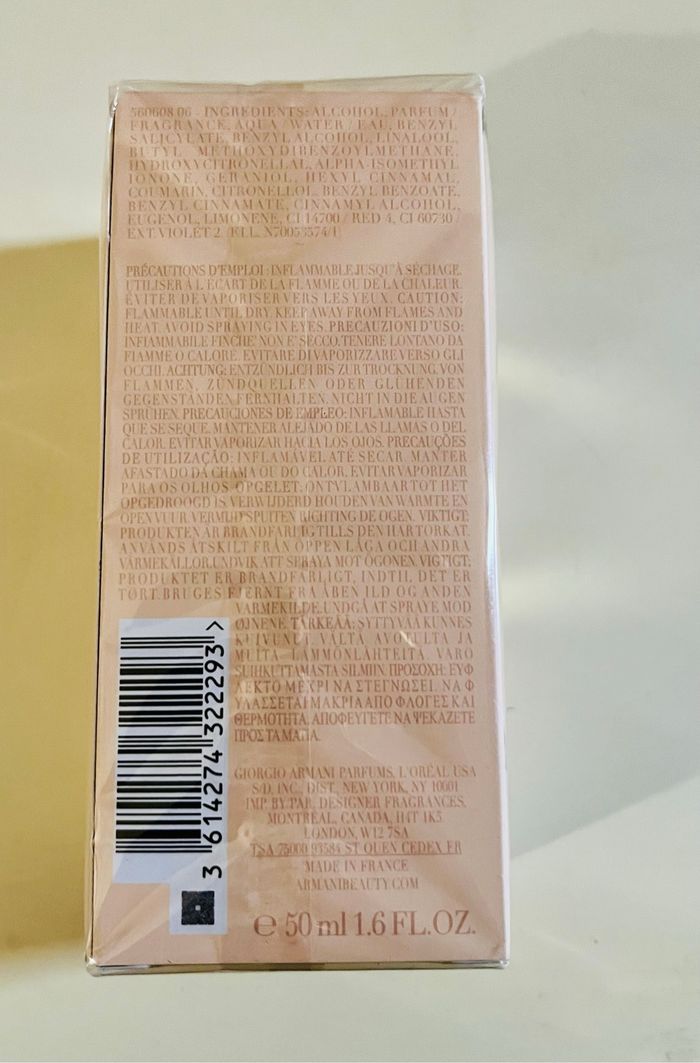 560608 06 - INGREDIENTS: ALCOHOL, PARFUM /
FRAGRANCE, AQUA / WATER / EAU, BENZYL
SALICYLATE, BENZYL ALCOHOL, LINALOOL,
BUTYL METHOXYDIBENZOYLMETHANE,
HYDROXYCITRONELLAL, ALPHA-ISOMETHYL
IONONE, GERANIOL, HEXYL CINNAMAL,
COUMARIN, CITRONELLOL, BENZYL BENZOATE,
BENZYL CINNAMATE, CINNAMYL ALCOHOL,
EUGENOL, LIMONENE, CI 14700 / RED 4, CI 60730 /
EXT. VIOLET 2 (F.I.L. N70053574/1)
PRÉCAUTIONS D'EMPLOI : INFLAMMABLE JUSQU'À SÉCHAGE.
UTILISER À L'ÉCART DE LA FLAMME OU DE LA CHALEUR.
ÉVITER DE VAPORISER VERS LES YEUX. CAUTION:
FLAMMABLE UNTIL DRY. KEEP AWAY FROM FLAMES AND
HEAT. AVOID SPRAYING IN EYES. PRECAUZIONI D'USO:
INFIAMMABILE FINCHE' NON E' SECCO. TENERE LONTANO DA
FIAMME O CALORE. EVITARE DI VAPORIZZARE VERSO GLI
OCCHI. ACHTUNG: ENTZÜNDLICH BIS ZUR TROCKNUNG. VON
FLAMMEN, ZÜNDQUELLEN ODER GLÜHENDEN
GEGENSTÄNDEN FERNHALTEN. NICHT IN DIE AUGEN
SPRÜHEN. PRECAUCIONES DE EMPLEO: INFLAMABLE HASTA
QUE SE SEQUE. MANTENER ALEJADO DE LAS LLAMAS O DEL
CALOR. EVITAR VAPORIZAR HACIA LOS OJOS. PRECAUÇÕES
DE UTILIZAÇÃO: INFLAMÁVEL ATÉ SECAR. MANTER
AFASTADO DA CHAMA OU DO CALOR. EVITAR VAPORIZAR
PARA OS OLHOS. OPGELET: ONTVLAMBAAR TOT HET
OPGEDROOGD IS. VERWIJDERD HOUDEN VAN WARMTE EN
OPEN VUUR. VERMIJD SPUITEN RICHTING DE OGEN. VIKTIGT:
PRODUKTEN ÄR BRANDFARLIG TILLS DEN HAR TORKAT.
ANVÄNDS ÅTSKILT FRÅN ÖPPEN LÅGA OCH ANDRA
VÄRMEKÄLLOR. UNDVIK ATT SPRAYA MOT ÖGONEN. VIGTIGT:
PRODUKTET ER BRANDFARLIGT, INDTIL DET ER
TØRT. BRUGES FJERNT FRA ÅBEN ILD OG ANDEN
VARMEKILDE. UNDGÅ AT SPRAYE MOD
ØJNENE. TÄRKEÄÄ: SYTTYVÄÄ KUNNES
KUIVUNUT. VÄLTÄ AVOTULTA JA
MUITA LÄMMÖNLÄHTEITÄ. VARO
SUIHKUTTAMASTA SILMIIN. ΠΡΟΣΟΧΗ: ΕΥΦ
ΛΕΚΤΟ ΜΕΧΡΙ ΝΑ ΣΤΕΓΝΩΣΕΙ. ΝΑ Φ
ΥΛΑΣΣΕΤΑΙ ΜΑΚΡΙΑ ΑΠΟ ΦΛΟΓΕΣ ΚΑΙ
ΘΕΡΜΟΤΗΤΑ. ΑΠΟΦΕΥΓΕΤΕ ΝΑ ΨΕΚΑΖΕΤΕ
ΠΡΟΣ ΤΑ ΜΑΤΙΑ.
GIORGIO ARMANI PARFUMS, L'ORÉAL USA
S/D, INC., DIST., NEW YORK, NY 10001
IMP. BY/PAR, DESIGNER FRAGRANCES,
MONTRÉAL, CANADA, H4T 1K5
LONDON, W12 7SA
TSA 75000 93584 ST OUEN CEDEX FR
MADE IN FRANCE
ARMANIBEAUTY.COM
3 614274 322293 >
e 50 ml 1.6 FL.OZ.